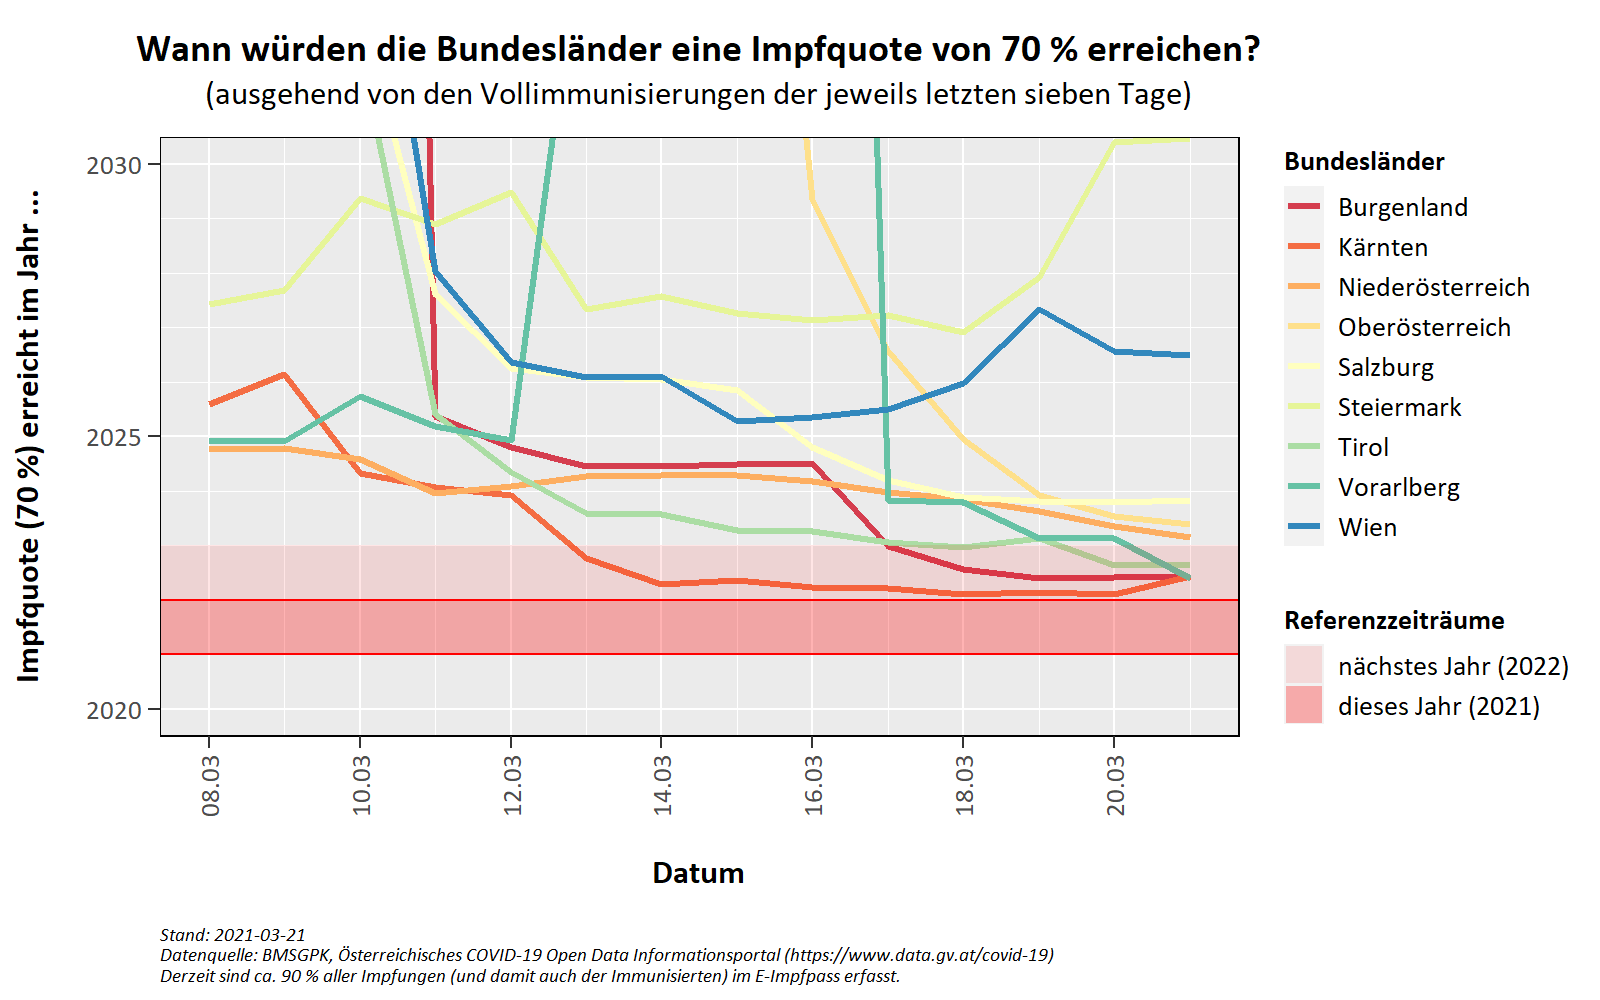 Wann würden die Bundesländer eine Impfquote von 70 % erreichen?
(ausgehend von den Vollimmunisierungen der jeweils letzten sieben Tage)
Impfquote (70 %) erreicht im Jahr ...
2030
2025
2020
08.03
10.03
12.03
14.03
16.03
18.03
20.03
Datum
Bundesländer
Burgenland
Kärnten
Niederösterreich
Oberösterreich
Salzburg
Steiermark
Tirol
Vorarlberg
Wien
Referenzzeiträume
nächstes Jahr (2022)
dieses Jahr (2021)
Stand: 2021-03-21
Datenquelle: BMSGPK, Österreichisches COVID-19 Open Data Informationsportal (https://www.data.gv.at/covid-19)
Derzeit sind ca. 90 % aller Impfungen (und damit auch der Immunisierten) im E-Impfpass erfasst.